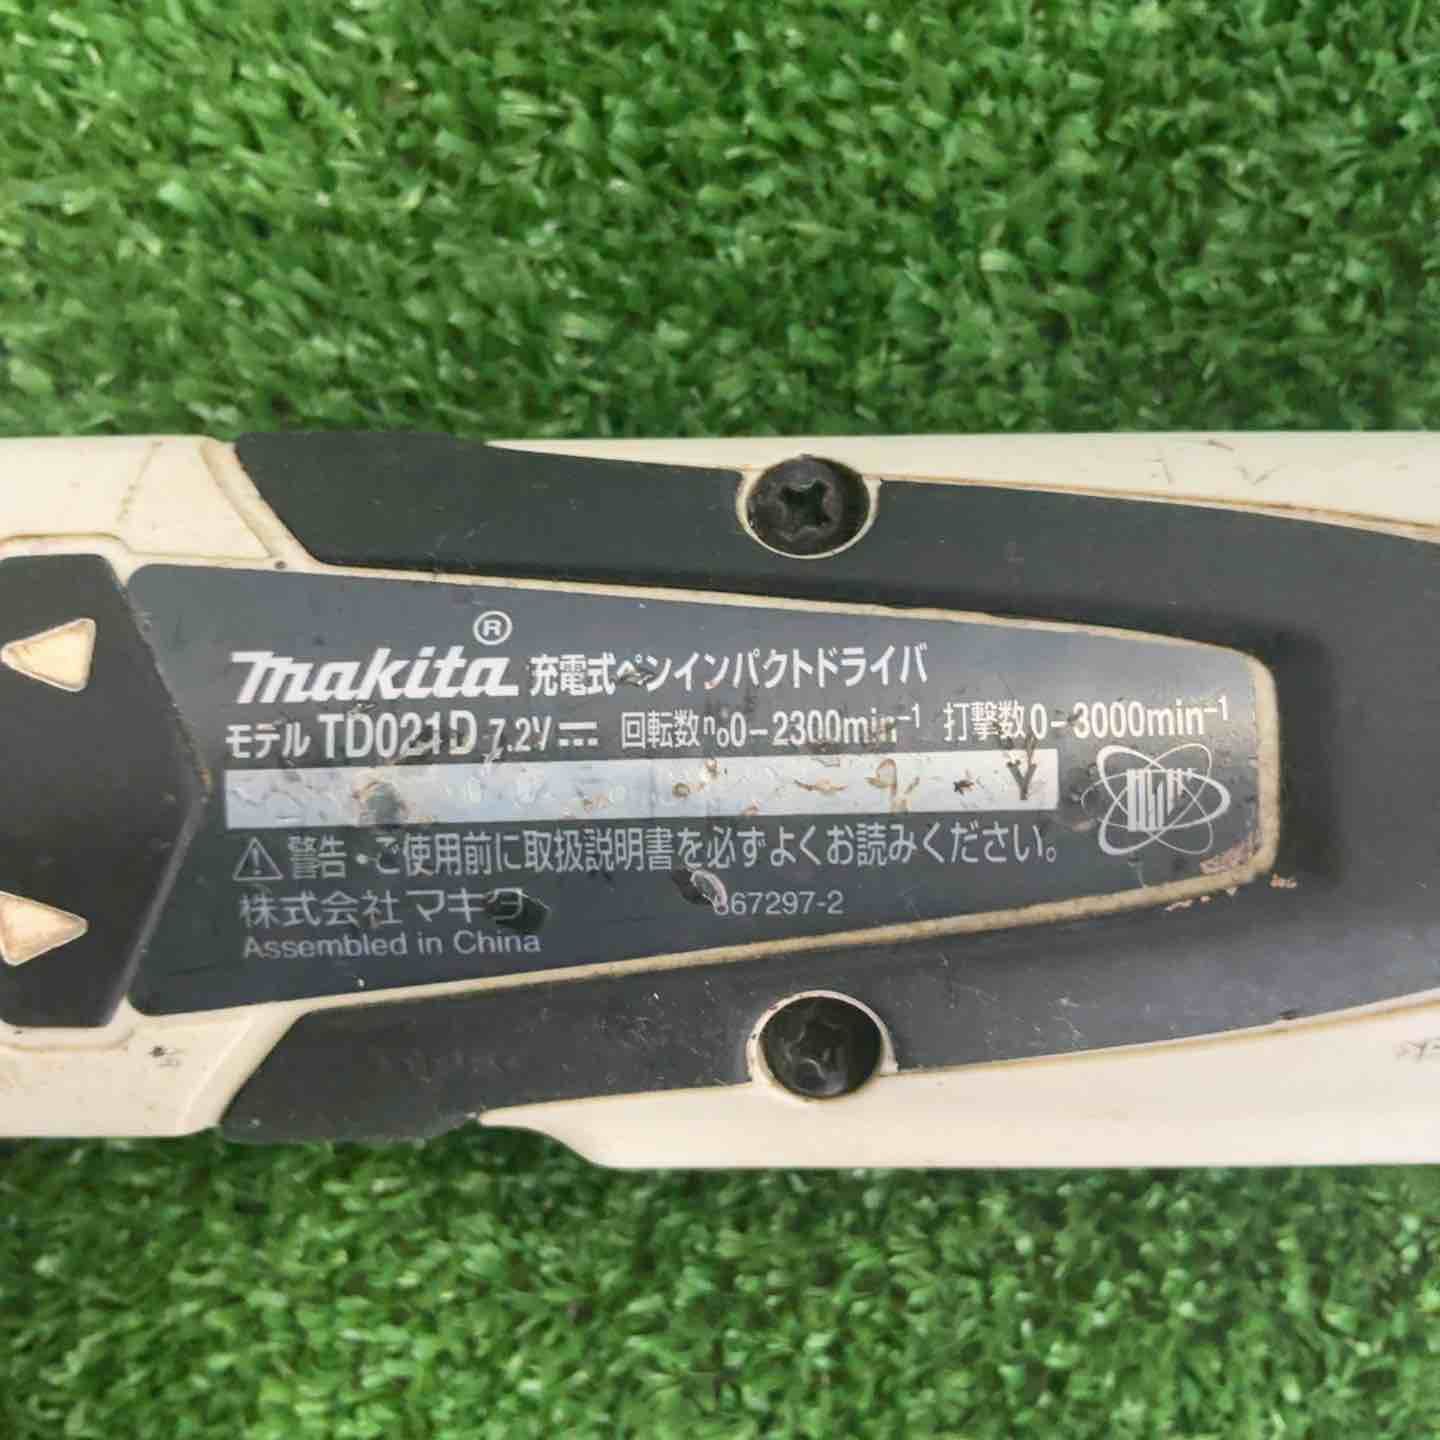 makita® 充電式ペンインパクトドライバ
モデル TD021D 7.2V 回転数 n₀0-2300min⁻¹ 打撃数 0-3000min⁻¹
Y
警告・ご使用前に取扱説明書を必ずよくお読みください。
株式会社マキタ 867297-2
Assembled in China